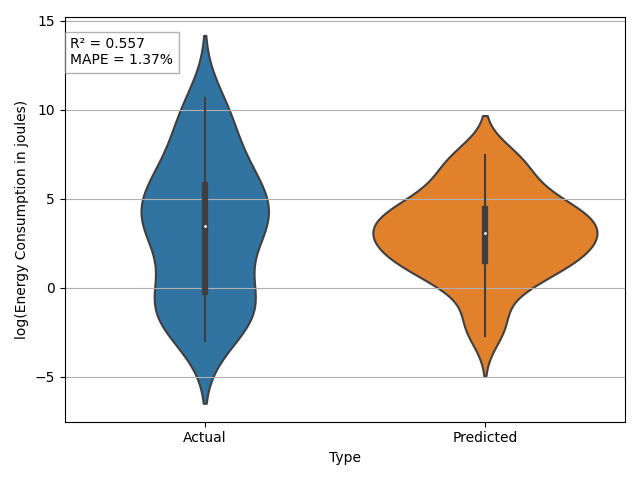 R² = 0.557
MAPE = 1.37%
15
10
5
0
−5
log(Energy Consumption in joules)
Actual
Predicted
Type